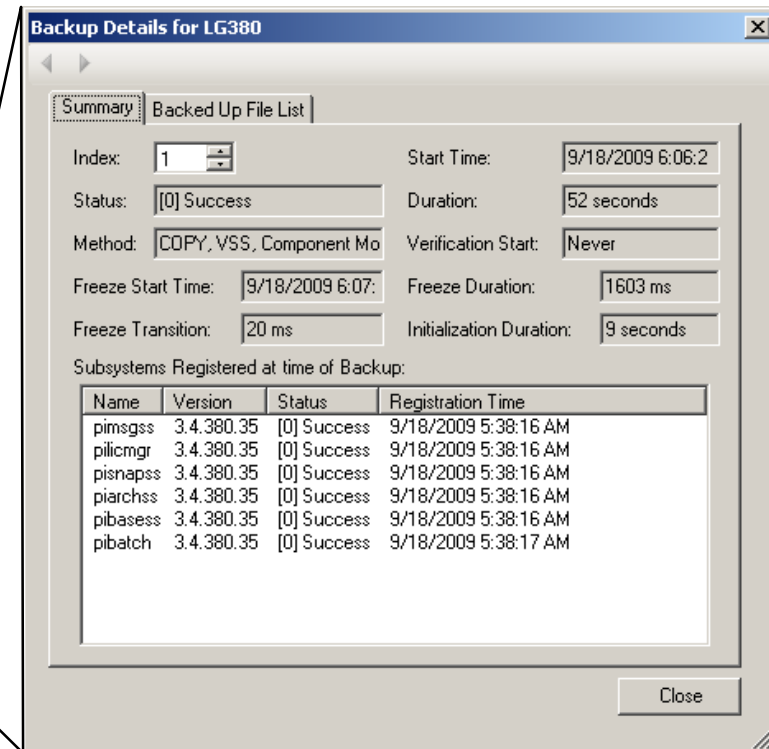 Backup Details for LG380
Summary Backed Up File List
Index: 1 Start Time: 9/18/2009 6:06:2
Status: [0] Success Duration: 52 seconds
Method: COPY, VSS, Component Mo Verification Start: Never
Freeze Start Time: 9/18/2009 6:07: Freeze Duration: 1603 ms
Freeze Transition: 20 ms Initialization Duration: 9 seconds
Subsystems Registered at time of Backup:
Name Version Status Registration Time
pimsgss 3.4.380.35 [0] Success 9/18/2009 5:38:16 AM
pilicmgr 3.4.380.35 [0] Success 9/18/2009 5:38:16 AM
pisnapss 3.4.380.35 [0] Success 9/18/2009 5:38:16 AM
piarchss 3.4.380.35 [0] Success 9/18/2009 5:38:16 AM
pibasess 3.4.380.35 [0] Success 9/18/2009 5:38:16 AM
pibatch 3.4.380.35 [0] Success 9/18/2009 5:38:17 AM
Close